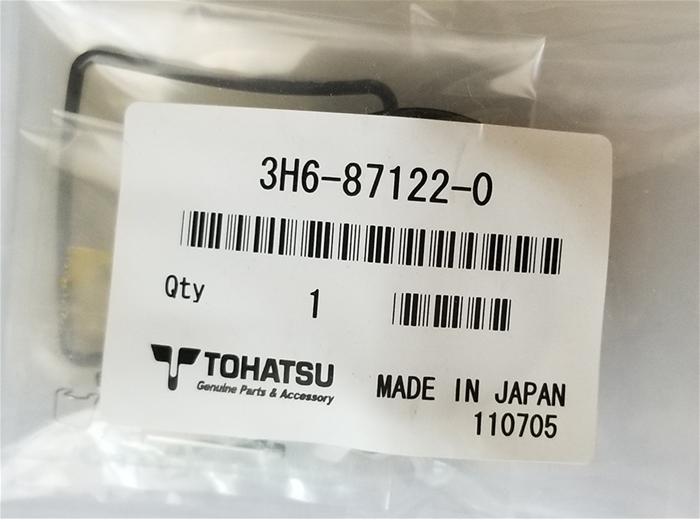 3H6-87122-0
Qty 1
TOHATSU
Genuine Parts & Accessory
MADE IN JAPAN
110705